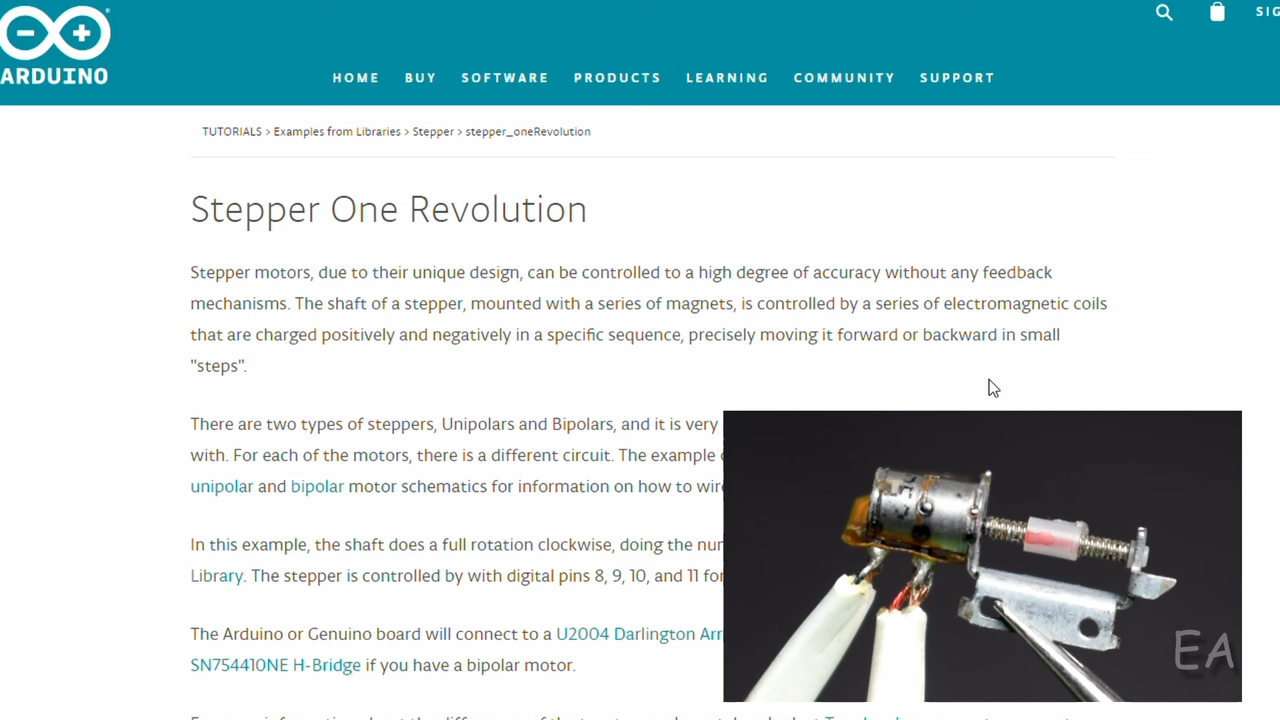 ARDUINO
HOME BUY SOFTWARE PRODUCTS LEARNING COMMUNITY SUPPORT
TUTORIALS > Examples from Libraries > Stepper > stepper_oneRevolution
Stepper One Revolution
Stepper motors, due to their unique design, can be controlled to a high degree of accuracy without any feedback
mechanisms. The shaft of a stepper, mounted with a series of magnets, is controlled by a series of electromagnetic coils
that are charged positively and negatively in a specific sequence, precisely moving it forward or backward in small
"steps".
There are two types of steppers, Unipolars and Bipolars, and it is very
with. For each of the motors, there is a different circuit. The example
unipolar and bipolar motor schematics for information on how to
In this example, the shaft does a full rotation clockwise, doing the
Library. The stepper is controlled by with digital pins 8, 9, 10, and 11
The Arduino or Genuino board will connect to a U2004 Darlington
SN754410NE H-Bridge if you have a bipolar motor.
EA